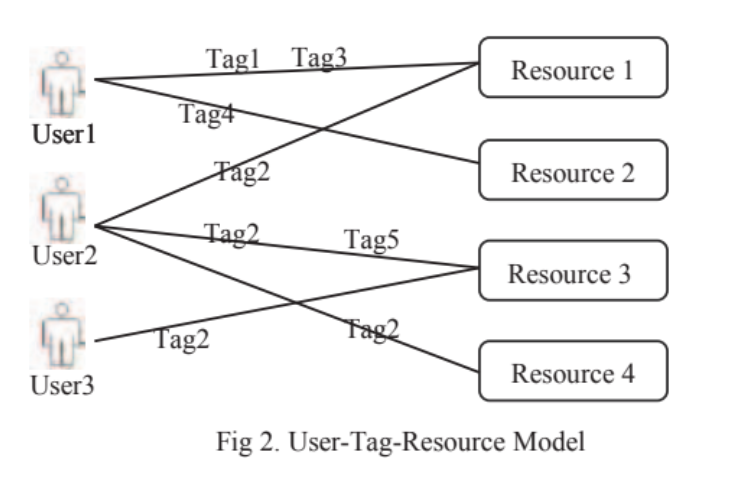 Tag1 Tag3
Resource 1
Tag4
User1
Tag2
Resource 2
Tag2 Tag5
User2
Resource 3
Tag2
Tag2
User3
Resource 4
Fig 2. User-Tag-Resource Model